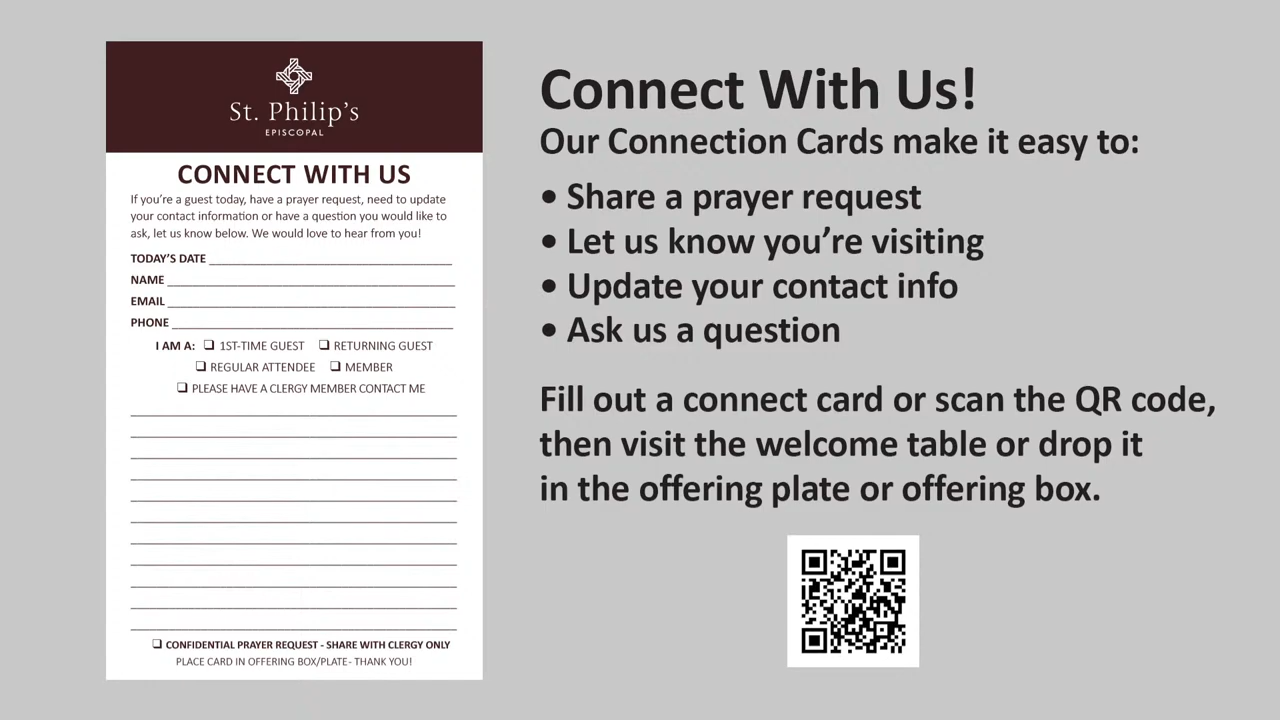 St. Philip's
EPISCOPAL
CONNECT WITH US
If you're a guest today, have a prayer request, need to update
your contact information or have a question you would like to
ask, let us know below. We would love to hear from you!
TODAY'S DATE
NAME
EMAIL
PHONE
I AM A: ❑ 1ST-TIME GUEST ❑ RETURNING GUEST
❑ REGULAR ATTENDEE ❑ MEMBER
❑ PLEASE HAVE A CLERGY MEMBER CONTACT ME
❑ CONFIDENTIAL PRAYER REQUEST - SHARE WITH CLERGY ONLY
PLACE CARD IN OFFERING BOX/PLATE - THANK YOU!
Connect With Us!
Our Connection Cards make it easy to:
• Share a prayer request
• Let us know you're visiting
• Update your contact info
• Ask us a question
Fill out a connect card or scan the QR code,
then visit the welcome table or drop it
in the offering plate or offering box.